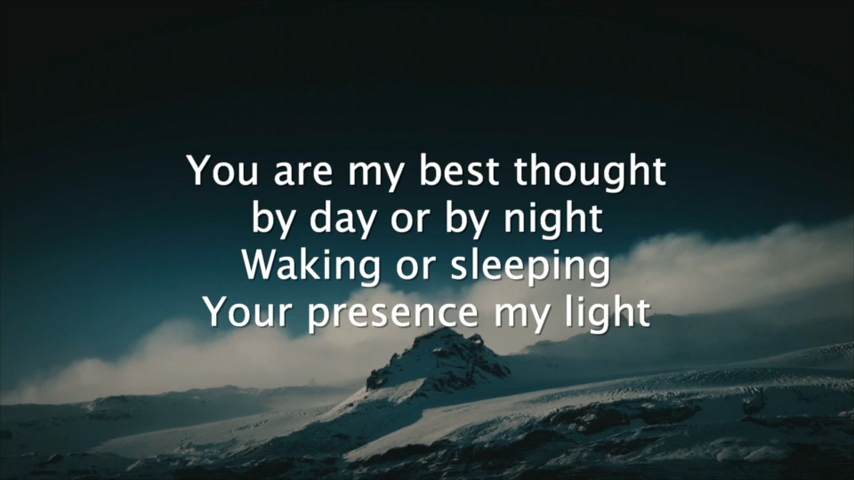 You are my best thought
by day or by night
Waking or sleeping
Your presence my light